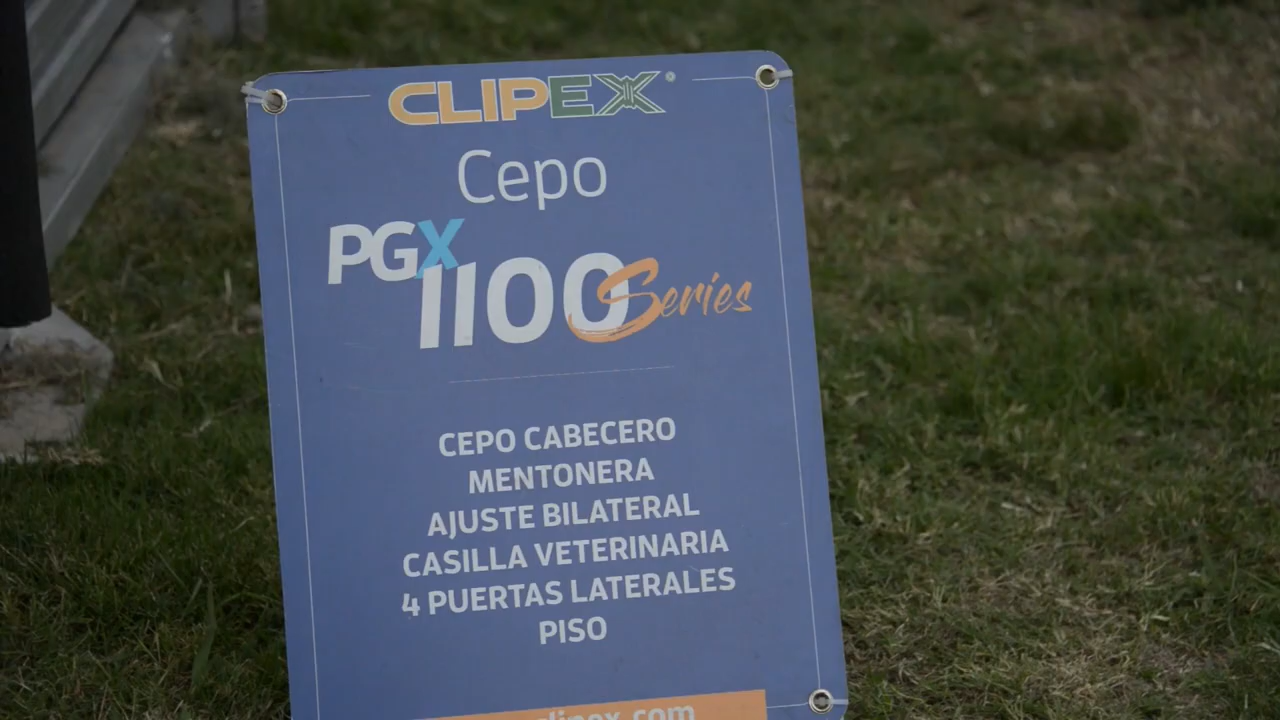 CLIPEX®
Cepo
PGX
1100 Series
CEPO CABECERO
MENTONERA
AJUSTE BILATERAL
CASILLA VETERINARIA
4 PUERTAS LATERALES
PISO